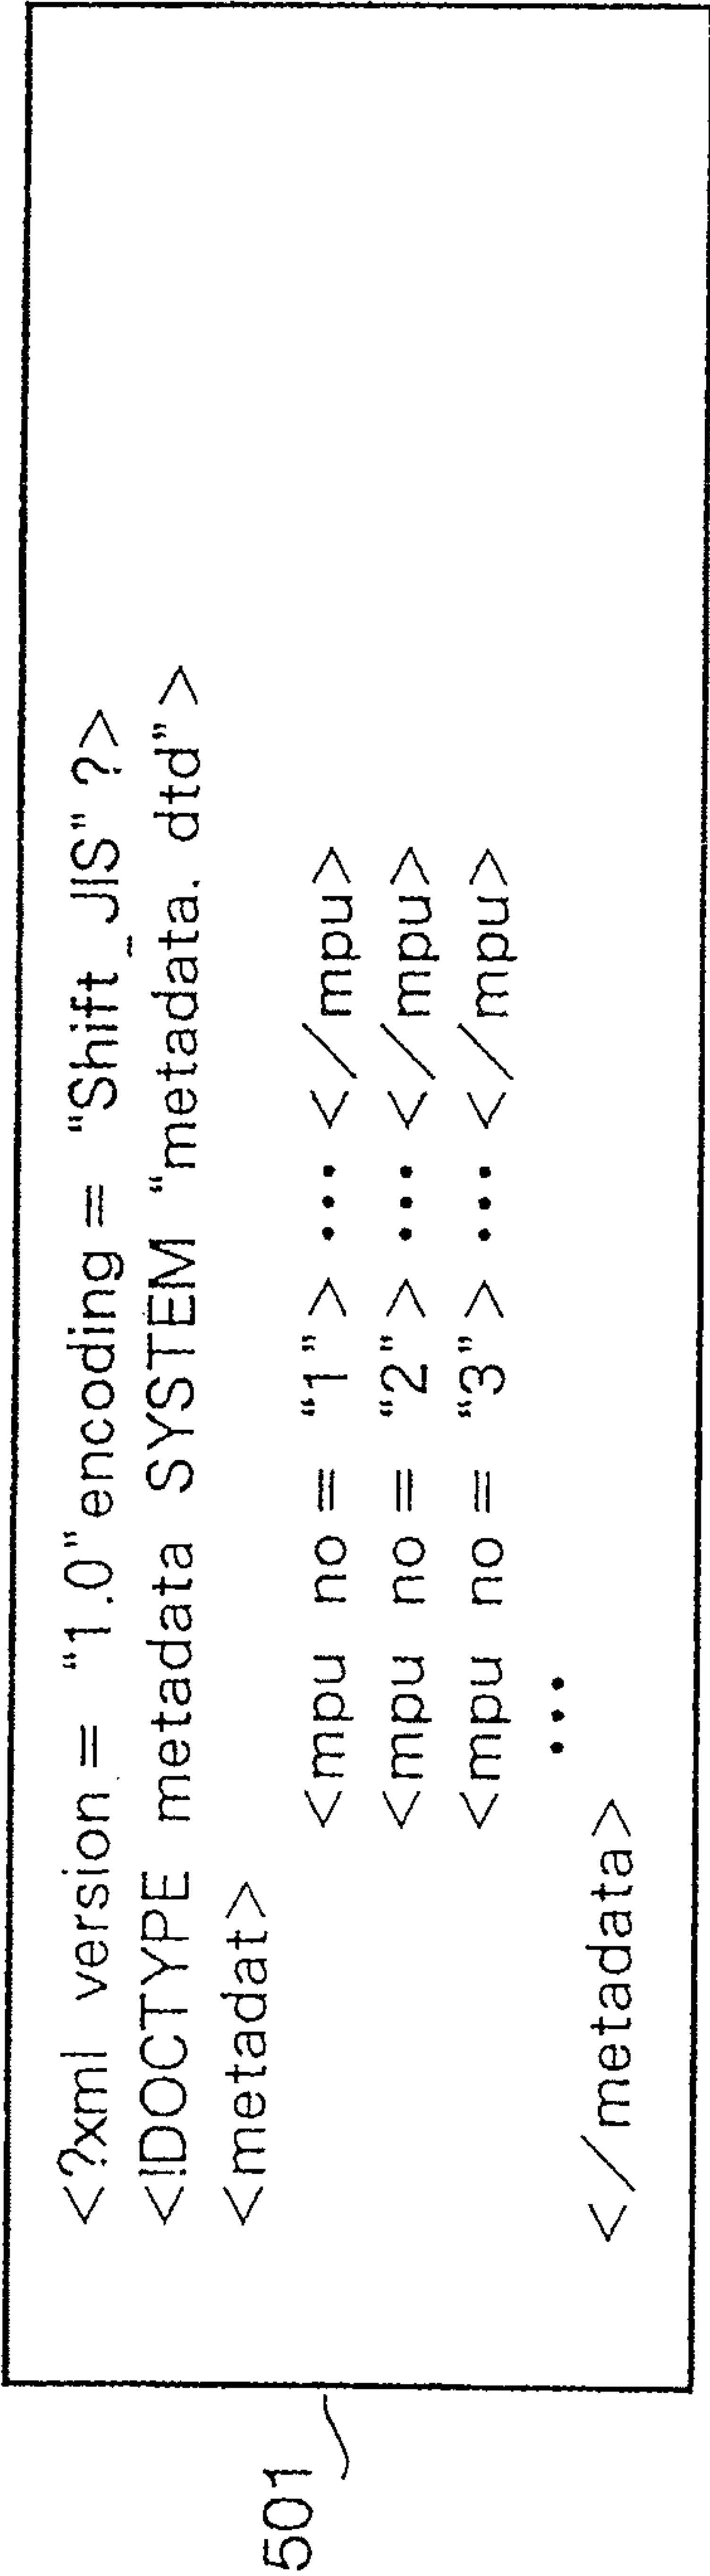 <?xml version = “1.0”encoding = “Shift_JIS” ?>
<!DOCTYPE metadata SYSTEM “metadata. dtd”>
<metadat>
<mpu no = “1”> ••• </mpu>
<mpu no = “2”> ••• </mpu>
<mpu no = “3”> ••• </mpu>
•••
</metadata>
501